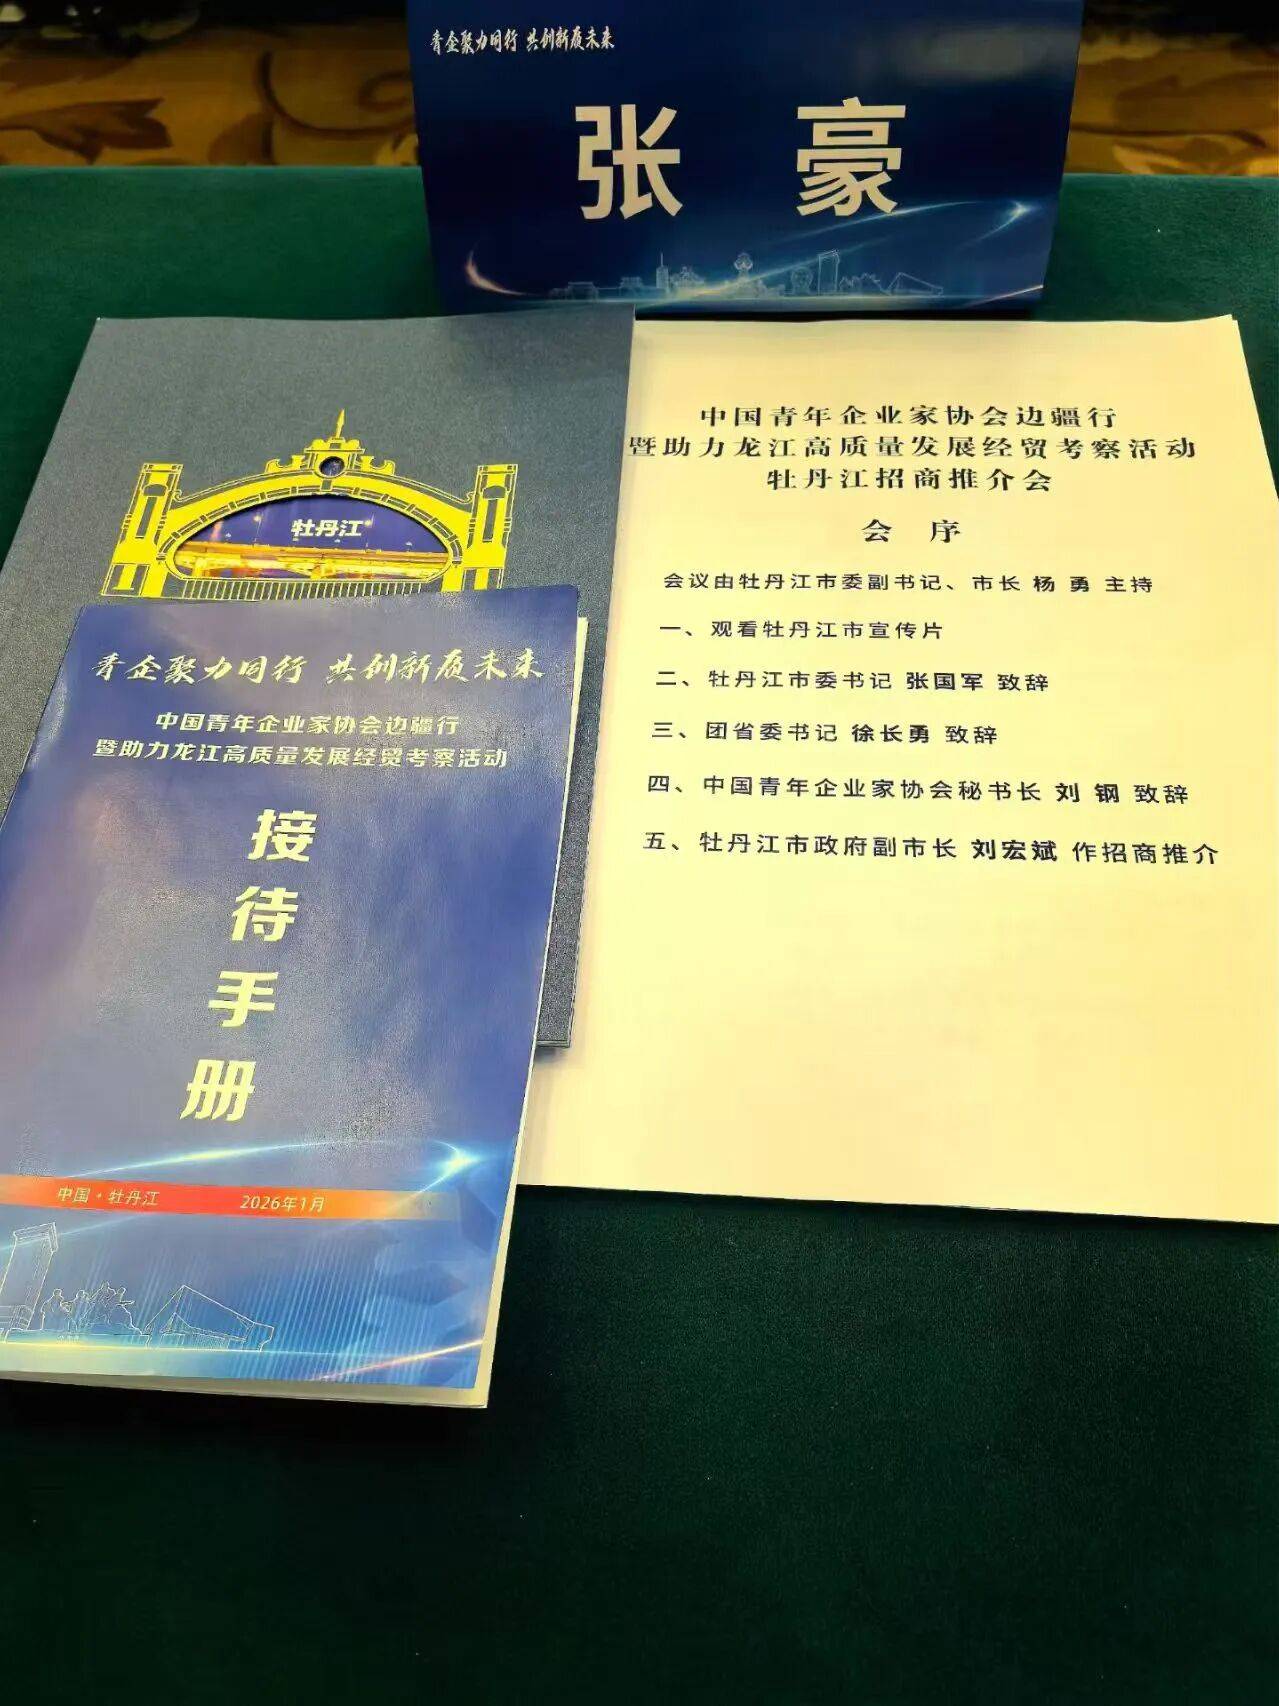 青企聚力同行 共创新展未来
张 豪
牡丹江
中国青年企业家协会边疆行
暨助力龙江高质量发展经贸考察活动
牡丹江招商推介会
会 序
会议由牡丹江市委副书记、市长 杨 勇 主持
一、观看牡丹江市宣传片
二、牡丹江市委书记 张国军 致辞
三、团省委书记 徐长勇 致辞
四、中国青年企业家协会秘书长 刘 钢 致辞
五、牡丹江市政府副市长 刘宏斌 作招商推介
青企聚力同行 共创新展未来
中国青年企业家协会边疆行
暨助力龙江高质量发展经贸考察活动
接
待
手
册
中国·牡丹江 2026年1月